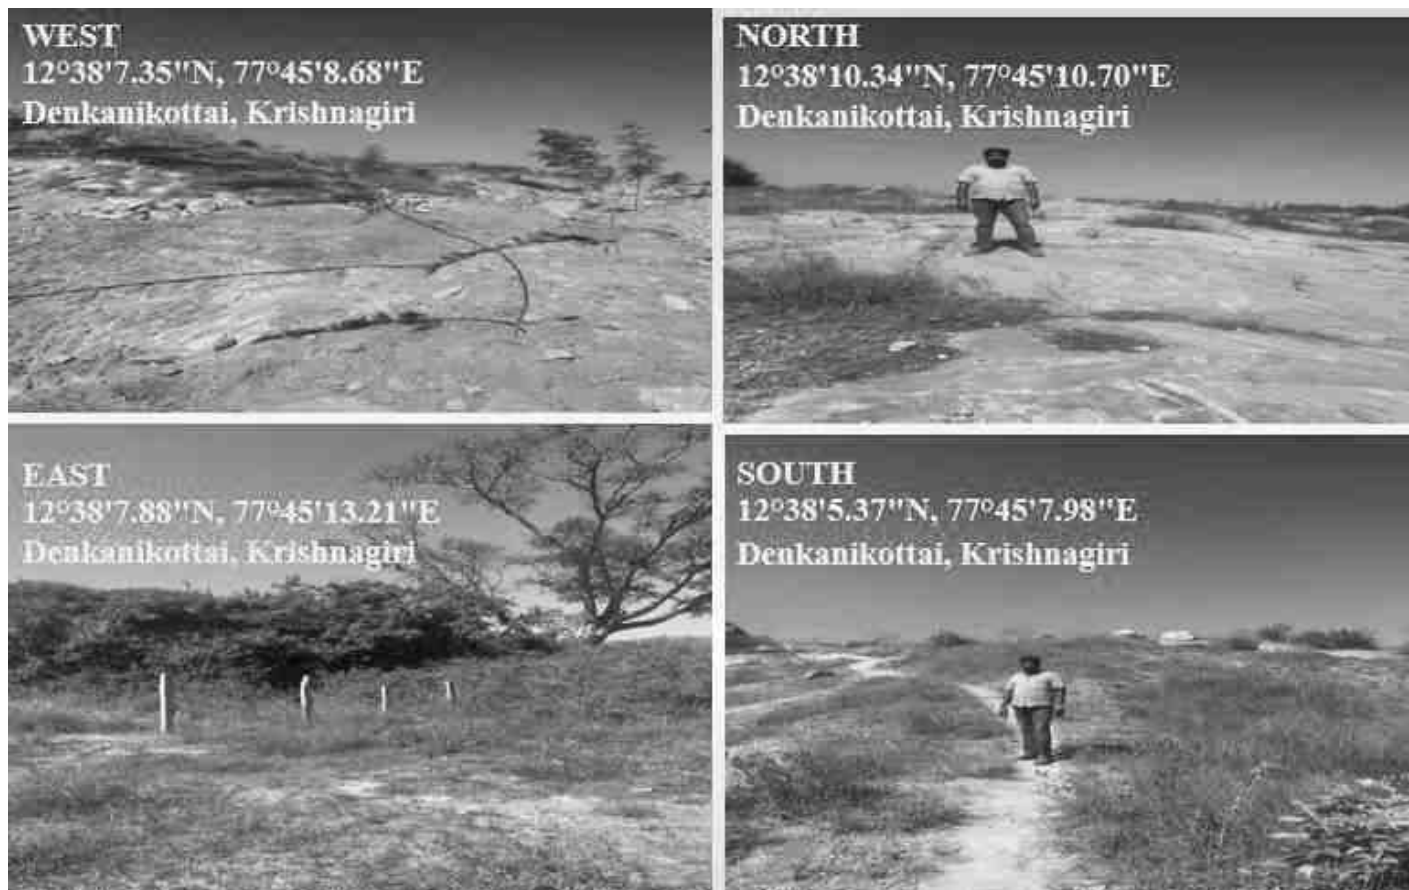 WEST
12°38'7.35"N, 77°45'8.68"E
Denkanikottai, Krishnagiri
NORTH
12°38'10.34"N, 77°45'10.70"E
Denkanikottai, Krishnagiri
EAST
12°38'7.88"N, 77°45'13.21"E
Denkanikottai, Krishnagiri
SOUTH
12°38'5.37"N, 77°45'7.98"E
Denkanikottai, Krishnagiri